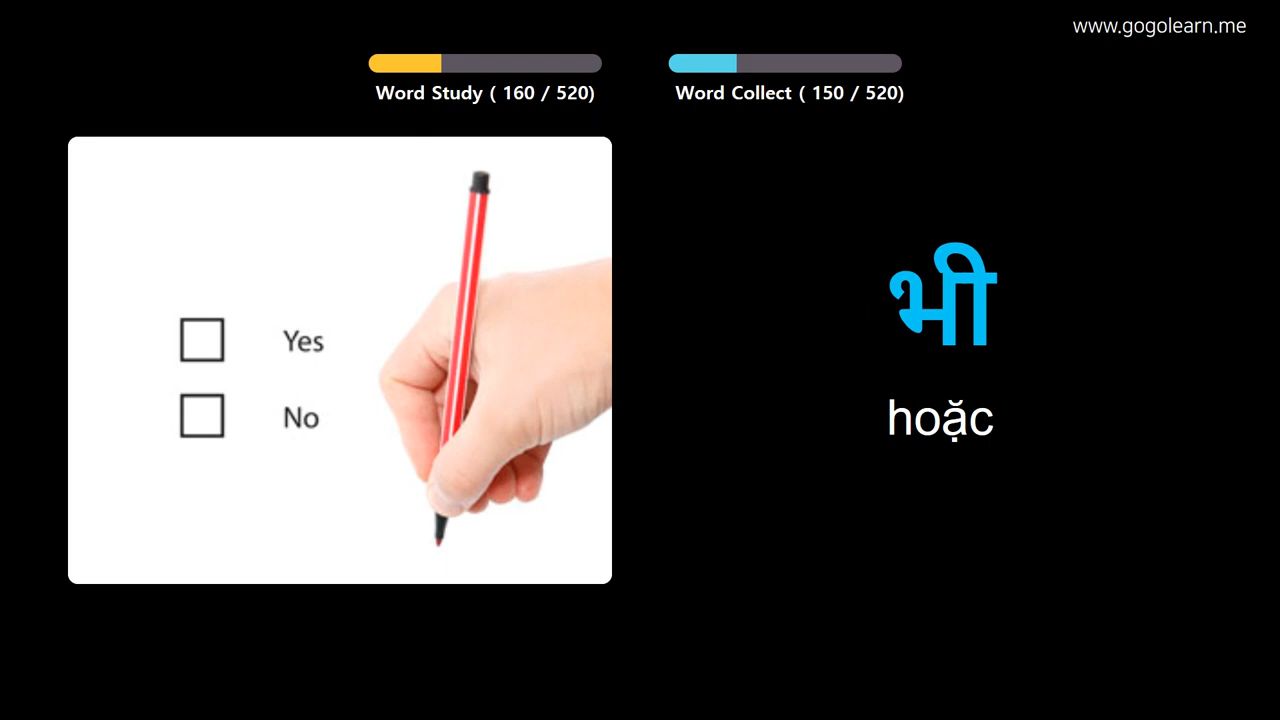 www.gogolearn.me
Word Study ( 160 / 520)
Word Collect ( 150 / 520)
Yes
No
भी
hoặc